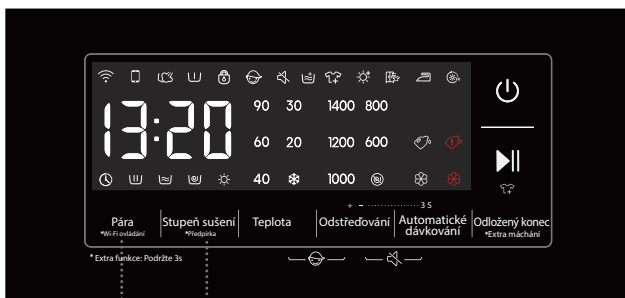 90 30 1400 800
13:20
60 20 1200 600
40 1000
+ - 3 S
Pára
*Wi-Fi ovládání
Stupeň sušení
*Předpírka
Teplota
Odstřeďování
Automatické
dávkování
Odložený konec
*Extra máchání
* Extra funkce: Podržte 3s